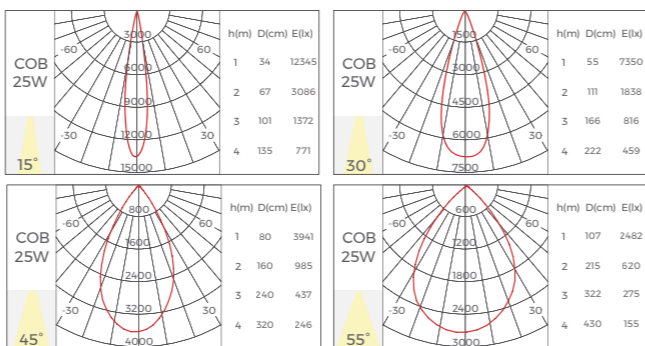 COB
25W
15°
3000
6000
9000
12000
15000
-60
60
-30
30
h(m) D(cm) E(lx)
1 34 12345
2 67 3086
3 101 1372
4 135 771
COB
25W
30°
1500
4500
6000
7500
-60
60
-30
30
h(m) D(cm) E(lx)
1 55 7350
2 111 1838
3 166 816
4 222 459
COB
25W
45°
800
1600
2400
3200
4000
-60
60
-30
30
h(m) D(cm) E(lx)
1 80 3941
2 160 985
3 240 437
4 320 246
COB
25W
55°
600
1200
1800
2400
3000
-60
60
-30
30
h(m) D(cm) E(lx)
1 107 2482
2 215 620
3 322 275
4 430 155